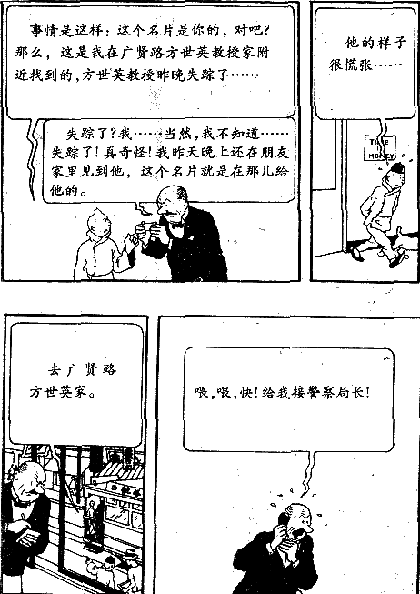 事情是这样：这个名片是你的，对吧？
那么，这是我在广贤路方世英教授家附
近找到的，方世英教授昨晚失踪了……
失踪了？我……当然，我不知道……
失踪了！真奇怪！我昨天晚上还在朋友
家里见到他，这个名片就是在那儿给
他的。
他的样子
很慌张……
TIME
IS
MONEY
去广贤路
方世英家。
喂，喂，快！给我接警察局长！